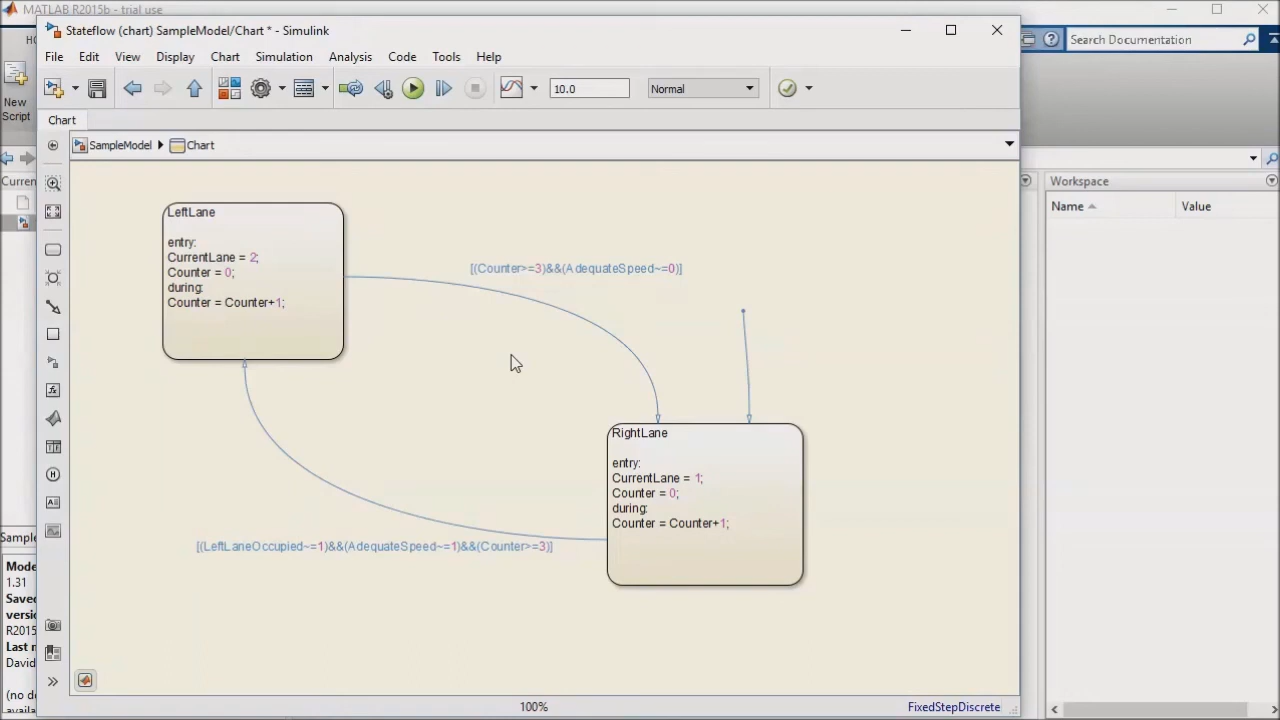 MATLAB R2015b - trial use
Stateflow (chart) SampleModel/Chart * - Simulink
File Edit View Display Chart Simulation Analysis Code Tools Help
Search Documentation
New
Script
10.0
Normal
Chart
SampleModel
Chart
Curren
Workspace
Name
Value
LeftLane
entry:
CurrentLane = 2;
Counter = 0;
during:
Counter = Counter+1;
[(Counter>=3)&&(AdequateSpeed~=0)]
RightLane
entry:
CurrentLane = 1;
Counter = 0;
during:
Counter = Counter+1;
[(LeftLaneOccupied~=1)&&(AdequateSpeed~=1)&&(Counter>=3)]
Sample
Mode
1.31
Saved
versio
R2015
Last m
David
(no de
availa
100%
FixedStepDiscrete